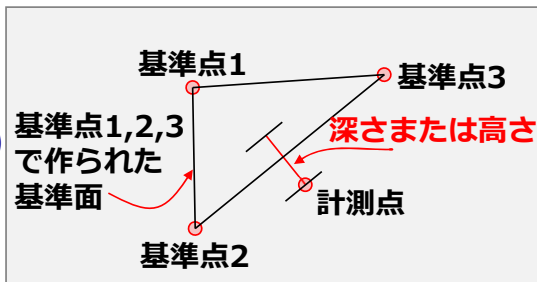 基準点1
基準点3
基準点1,2,3
で作られた
基準面
深さまたは高さ
計測点
基準点2